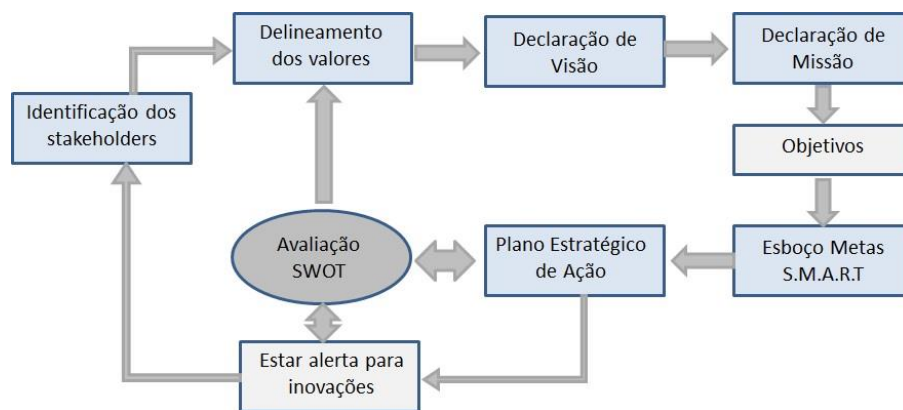 Delineamento
dos valores
Declaração de
Visão
Declaração de
Missão
Identificação dos
stakeholders
Objetivos
Avaliação
SWOT
Plano Estratégico
de Ação
Esboço Metas
S.M.A.R.T
Estar alerta para
inovações